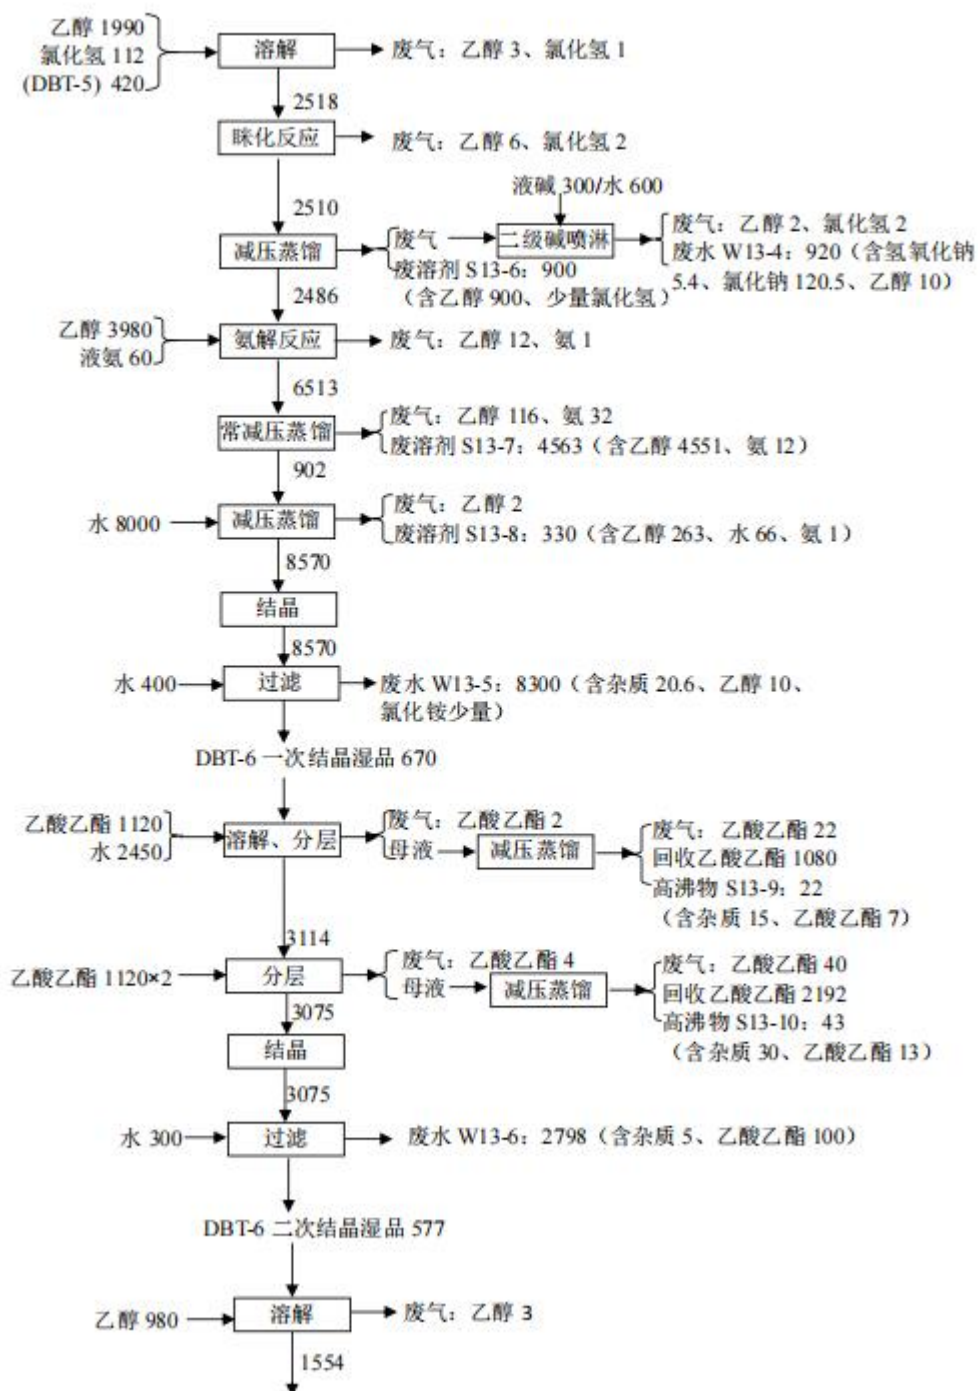 乙醇 1990
氯化氢 112
(DBT-5) 420
溶解
废气：乙醇 3、氯化氢 1
2518
脒化反应
废气：乙醇 6、氯化氢 2
2510
液碱 300/水 600
减压蒸馏
废气
二级碱喷淋
废气：乙醇 2、氯化氢 2
废水 W13-4：920（含氢氧化钠
5.4、氯化钠 120.5、乙醇 10）
废溶剂 S13-6：900
（含乙醇 900、少量氯化氢）
2486
乙醇 3980
液氨 60
氨解反应
废气：乙醇 12、氨 1
6513
常减压蒸馏
废气：乙醇 116、氨 32
废溶剂 S13-7：4563（含乙醇 4551、氨 12）
902
水 8000
减压蒸馏
废气：乙醇 2
废溶剂 S13-8：330（含乙醇 263、水 66、氨 1）
8570
结晶
8570
水 400
过滤
废水 W13-5：8300（含杂质 20.6、乙醇 10、
氯化铵少量）
DBT-6 一次结晶湿品 670
乙酸乙酯 1120
水 2450
溶解、分层
废气：乙酸乙酯 2
母液
减压蒸馏
废气：乙酸乙酯 22
回收乙酸乙酯 1080
高沸物 S13-9：22
（含杂质 15、乙酸乙酯 7）
3114
乙酸乙酯 1120×2
分层
废气：乙酸乙酯 4
母液
减压蒸馏
废气：乙酸乙酯 40
回收乙酸乙酯 2192
高沸物 S13-10：43
（含杂质 30、乙酸乙酯 13）
3075
结晶
3075
水 300
过滤
废水 W13-6：2798（含杂质 5、乙酸乙酯 100）
DBT-6 二次结晶湿品 577
乙醇 980
溶解
废气：乙醇 3
1554